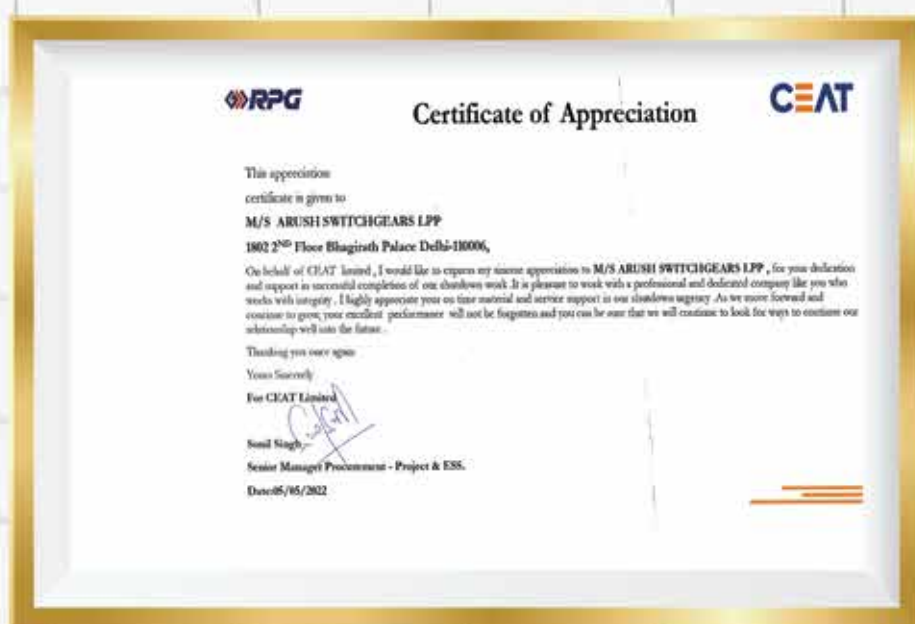 RPG
Certificate of Appreciation
CEAT
This appreciation
certificate is given to
M/S ARUSH SWITCHGEARS LPP
1802 2ND Floor Bhagirath Palace Delhi-110006,
On behalf of CEAT limited , I would like to express my sincere appreciation to M/S ARUSH SWITCHGEARS LPP , for your dedication
and support in successful completion of our shutdown work .It is pleasure to work with a professional and dedicated company like you who
works with integrity . I highly appreciate your on time material and service support in our shutdown urgency .As we move forward and
continue to grow, your excellent performance will not be forgotten and you can be sure that we will continue to look for ways to continue our
relationship well into the future .
Thanking you once again
Yours Sincerely
For CEAT Limited
Sunil Singh
Senior Manager Procurement - Project & ESS.
Date:05/05/2022